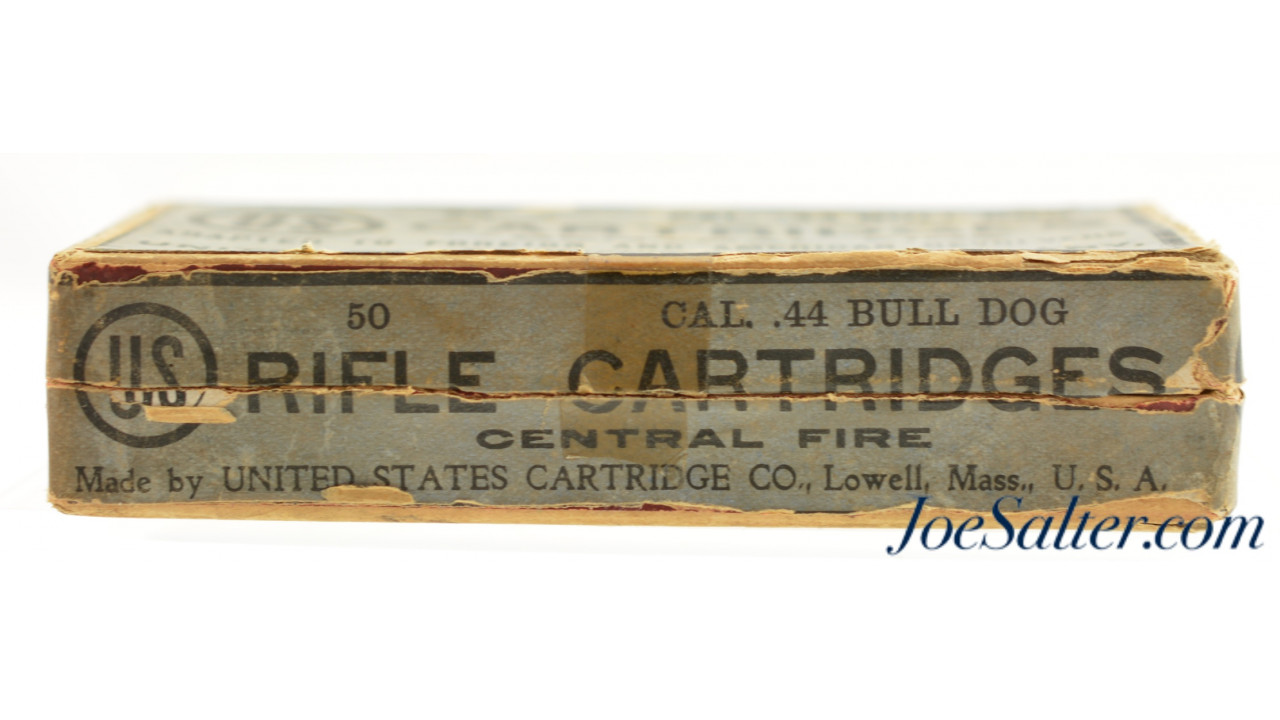 50 CAL. .44 BULL DOG
US RIFLE CARTRIDGES
CENTRAL FIRE
Made by UNITED STATES CARTRIDGE CO., Lowell, Mass., U. S. A.
JoeSalter.com